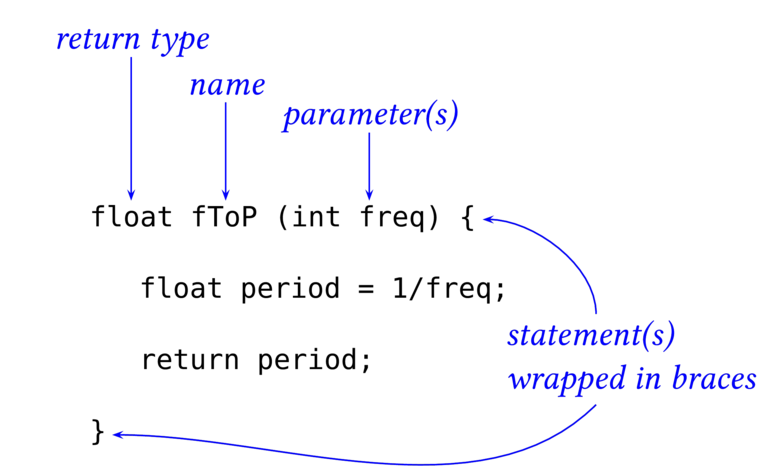 return type
name
parameter(s)
float fToP (int freq) {
float period = 1/freq;
return period;
statement(s)
wrapped in braces
}